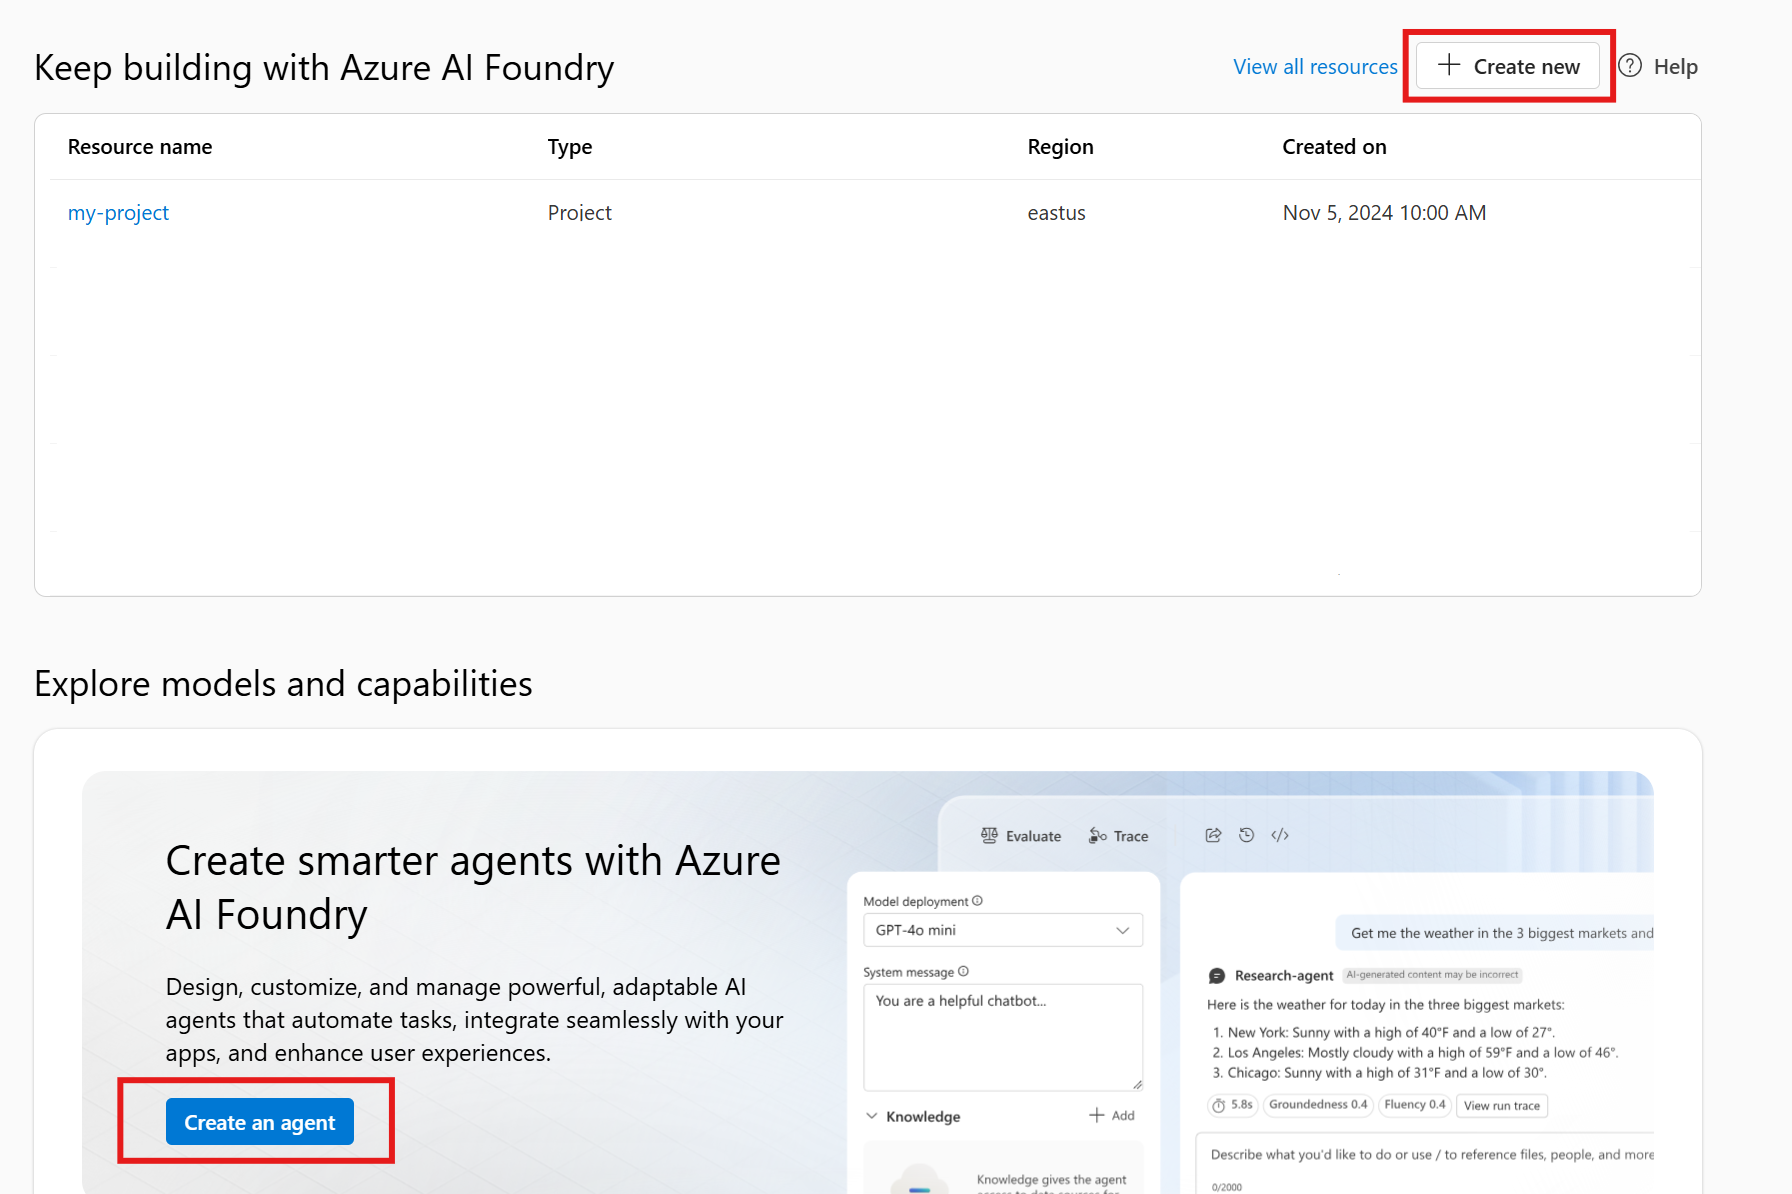 Keep building with Azure AI Foundry
View all resources
Create new
Help
Resource name Type Region Created on
my-project Project eastus Nov 5, 2024 10:00 AM
Explore models and capabilities
Create smarter agents with Azure
AI Foundry
Design, customize, and manage powerful, adaptable AI
agents that automate tasks, integrate seamlessly with your
apps, and enhance user experiences.
Create an agent
Evaluate Trace
Model deployment
GPT-4o mini
System message
You are a helpful chatbot...
Knowledge Add
Knowledge gives the agent
access to data sources for
Get me the weather in the 3 biggest markets and
Research-agent AI-generated content may be incorrect
Here is the weather for today in the three biggest markets:
1. New York: Sunny with a high of 40°F and a low of 27°.
2. Los Angeles: Mostly cloudy with a high of 59°F and a low of 46°.
3. Chicago: Sunny with a high of 31°F and a low of 30°.
5.8s Groundedness 0.4 Fluency 0.4 View run trace
Describe what you'd like to do or use / to reference files, people, and more
0/2000